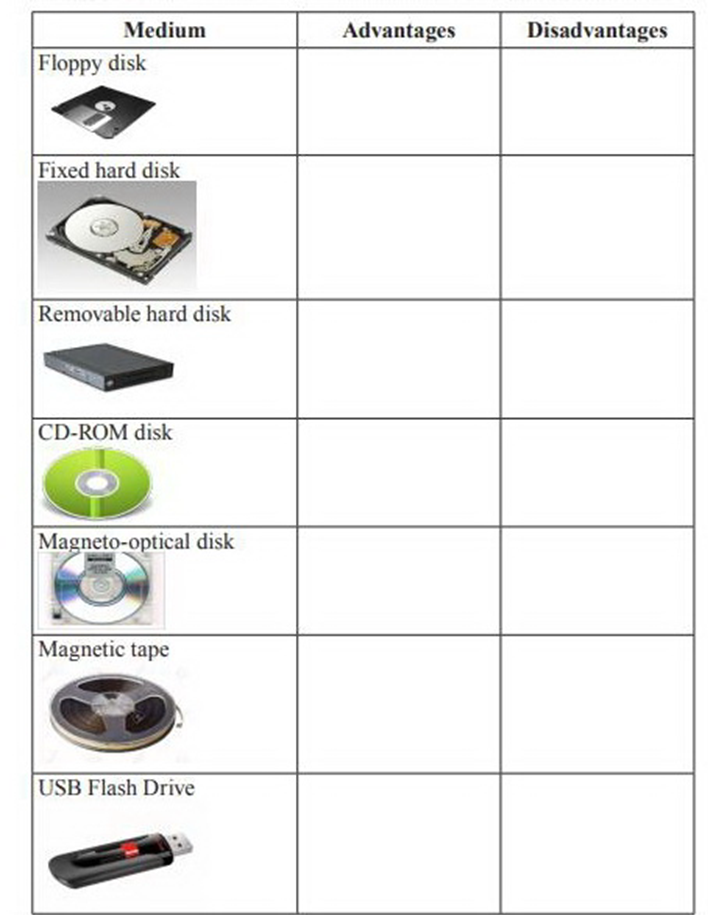 Medium Advantages Disadvantages
Floppy disk
Fixed hard disk
Removable hard disk
CD-ROM disk
Magneto-optical disk
Magnetic tape
USB Flash Drive